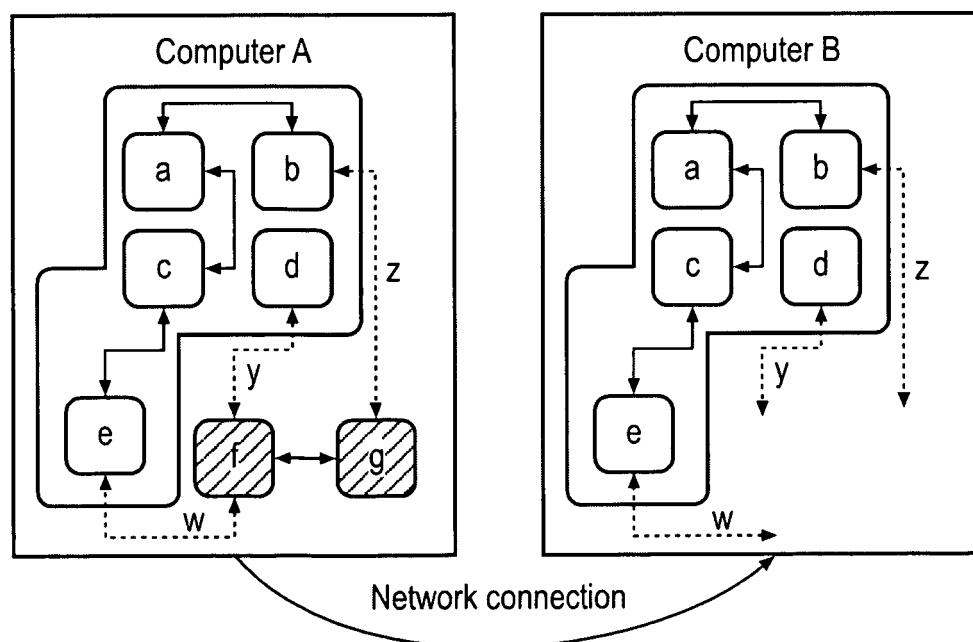 Computer A
a
b
c
d
z
y
e
f
g
w
Computer B
a
b
c
d
z
y
e
w
Network connection